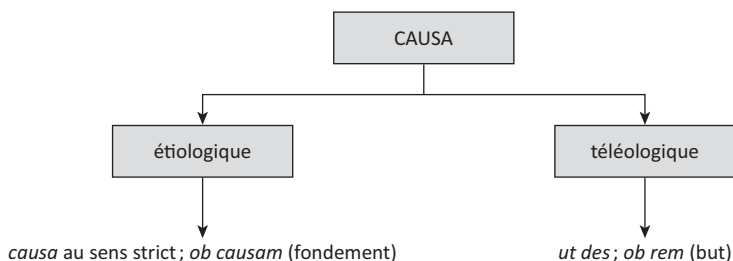 CAUSA
étiologique
téléologique
causa au sens strict ; ob causam (fondement)
ut des ; ob rem (but)